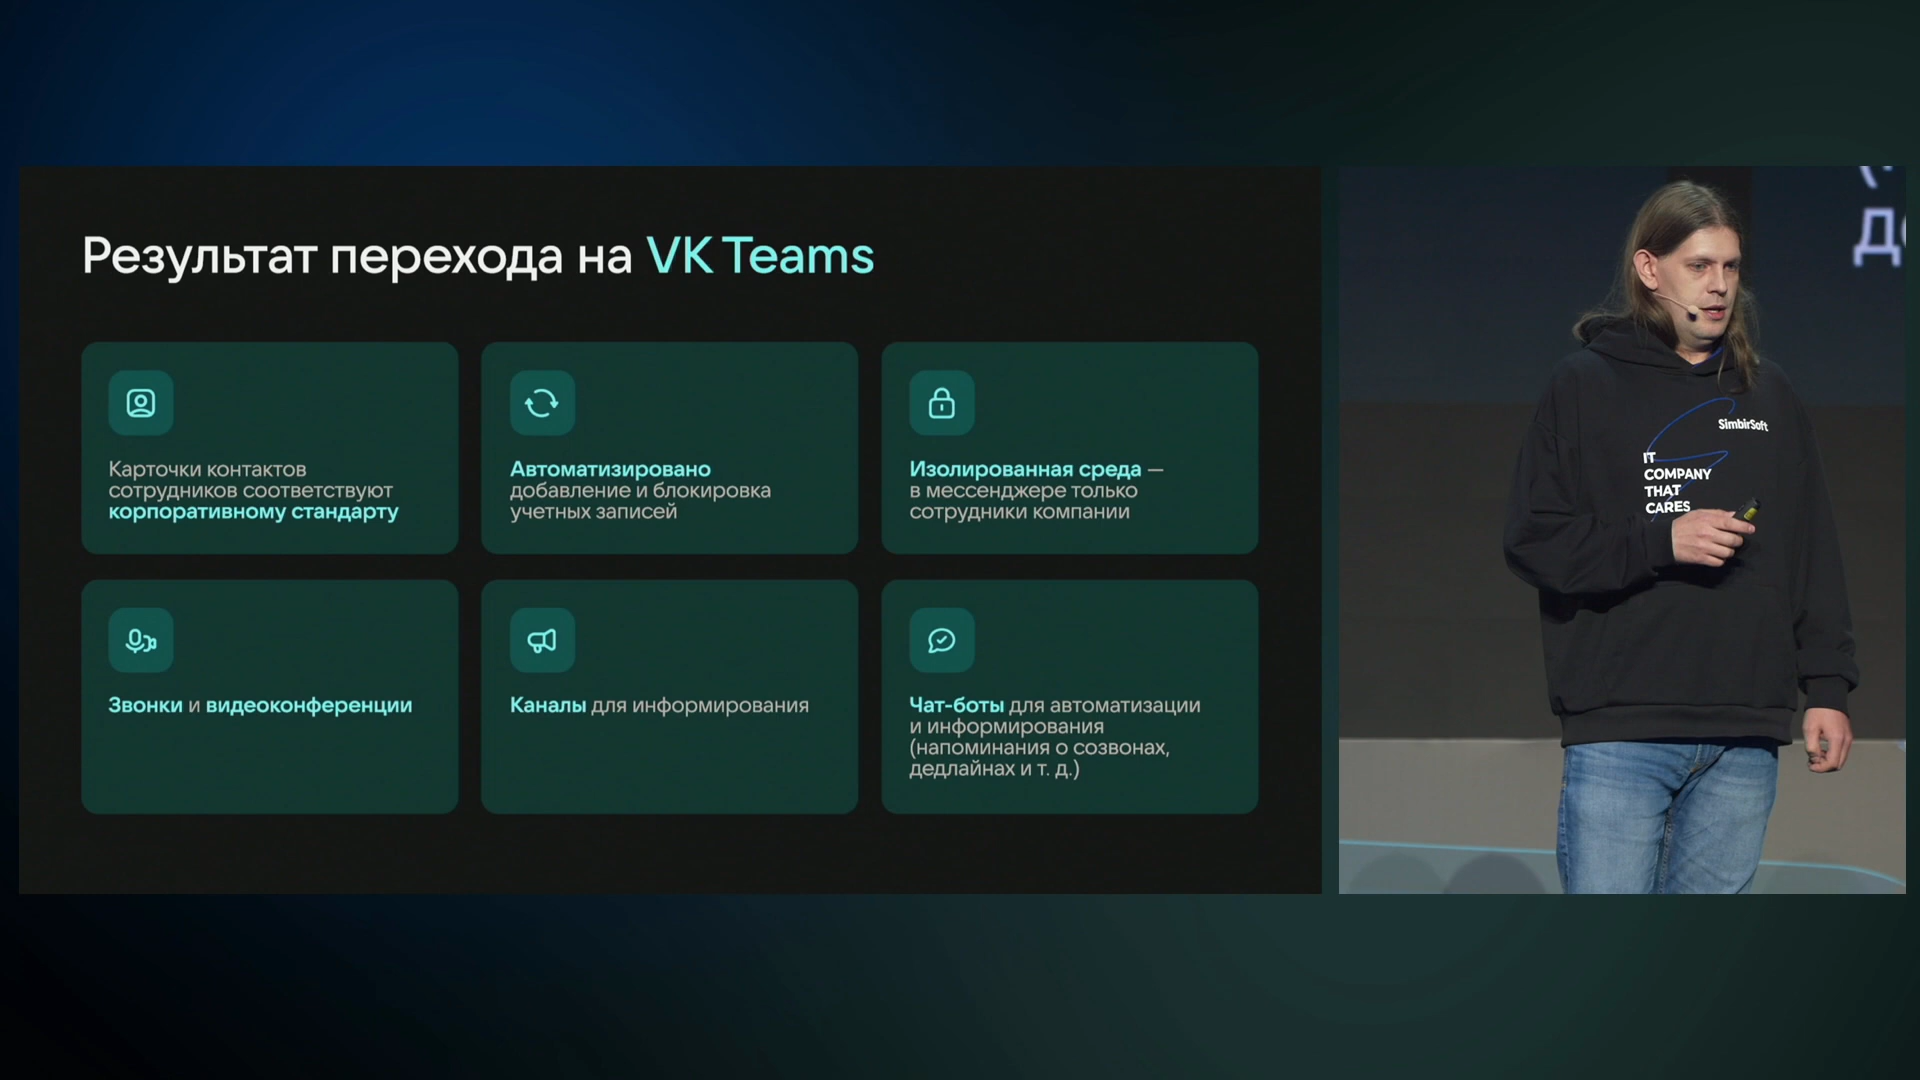 Результат перехода на VK Teams
Карточки контактов
сотрудников соответствуют
корпоративному стандарту
Автоматизировано
добавление и блокировка
учетных записей
Изолированная среда —
в мессенджере только
сотрудники компании
Звонки и видеоконференции
Каналы для информирования
Чат-боты для автоматизации
и информирования
(напоминания о созвонах,
дедлайнах и т. д.)
SimbirSoft
IT
COMPANY
THAT
CARES